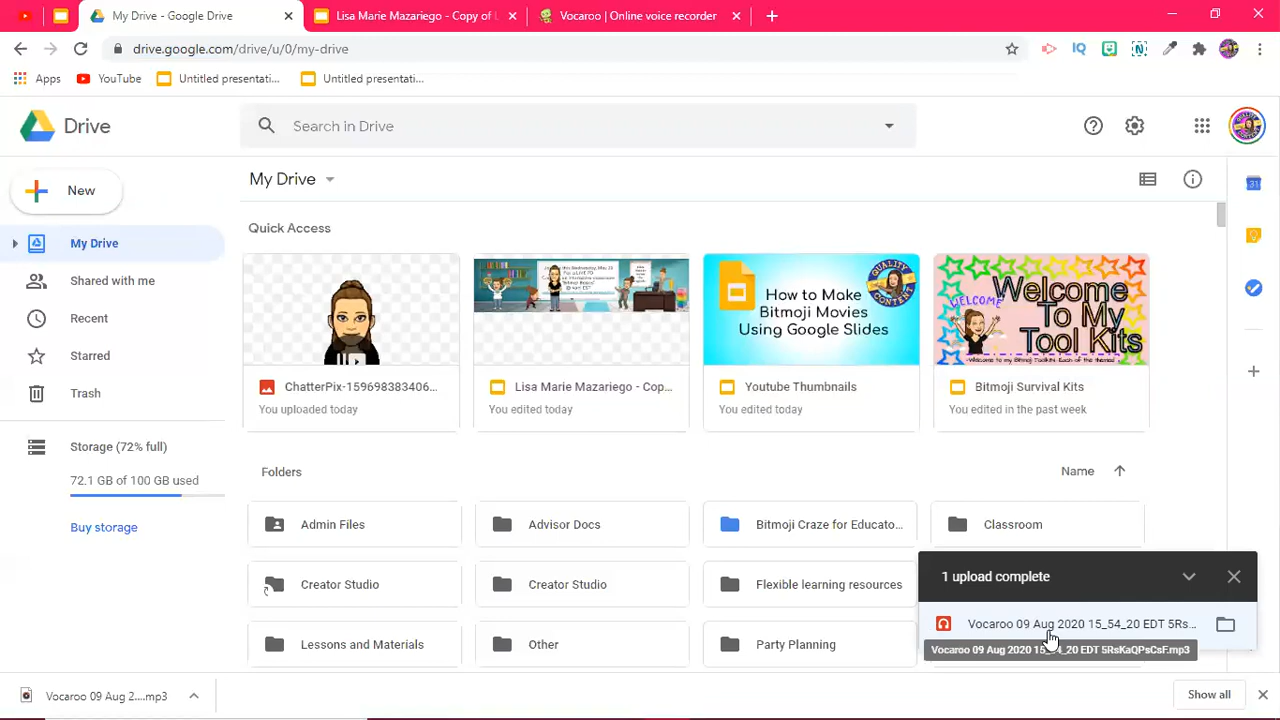 My Drive - Google Drive
Lisa Marie Mazariego - Copy of L
Vocaroo | Online voice recorder
drive.google.com/drive/u/0/my-drive
Apps
YouTube
Untitled presentati...
Untitled presentati...
Drive
Search in Drive
New
My Drive
My Drive
Quick Access
Shared with me
Recent
Starred
Trash
Storage (72% full)
72.1 GB of 100 GB used
Buy storage
How to Make
Bitmoji Movies
Using Google Slides
QUALITY
CONTENT
WELCOME
Welcome
To My
Tool Kits
ChatterPix-159698383406...
You uploaded today
Lisa Marie Mazariego - Cop...
You edited today
Youtube Thumbnails
You edited today
Bitmoji Survival Kits
You edited in the past week
Folders
Name
Admin Files
Advisor Docs
Bitmoji Craze for Educato...
Classroom
Creator Studio
Creator Studio
Flexible learning resources
Lessons and Materials
Other
Party Planning
1 upload complete
Vocaroo 09 Aug 2020 15_54_20 EDT 5Rs...
Vocaroo 09 Aug 2020 15_54_20 EDT 5RsKaQPsCsF.mp3
Vocaroo 09 Aug 2....mp3
Show all